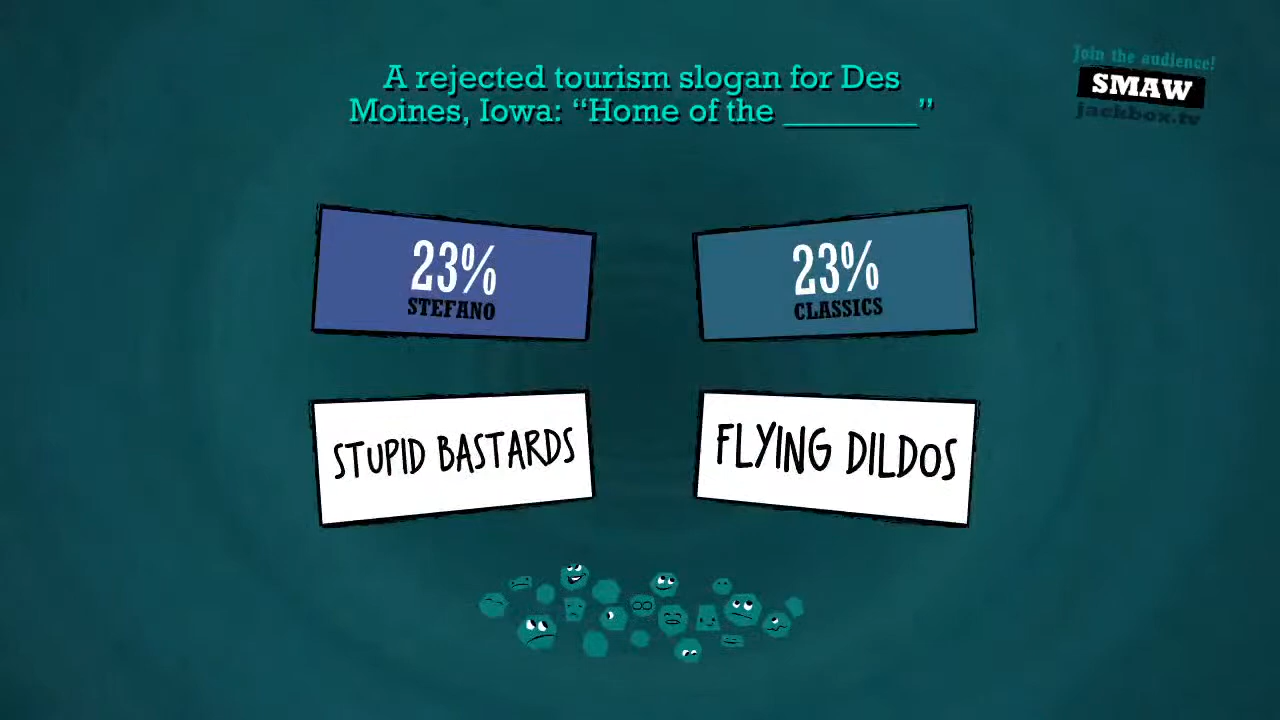 Join the audience!
SMAW
jackbox.tv
A rejected tourism slogan for Des
Moines, Iowa: “Home of the ________”
23%
STEFANO
23%
CLASSICS
STUPID BASTARDS
FLYING DILDOS